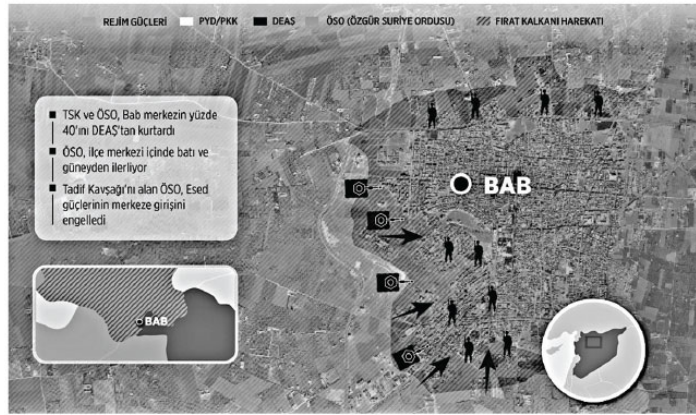 REJİM GÜÇLERİ PYD/PKK DEAŞ ÖSO (ÖZGÜR SURİYE ORDUSU) FIRAT KALKANI HAREKATI
TSK ve ÖSO, Bab merkezin yüzde
40'ını DEAŞ'tan kurtardı
ÖSO, ilçe merkezi içinde batı ve
güneyden ilerliyor
Tadif Kavşağı'nı alan ÖSO, Esed
güçlerinin merkeze girişini
engelledi
BAB
BAB